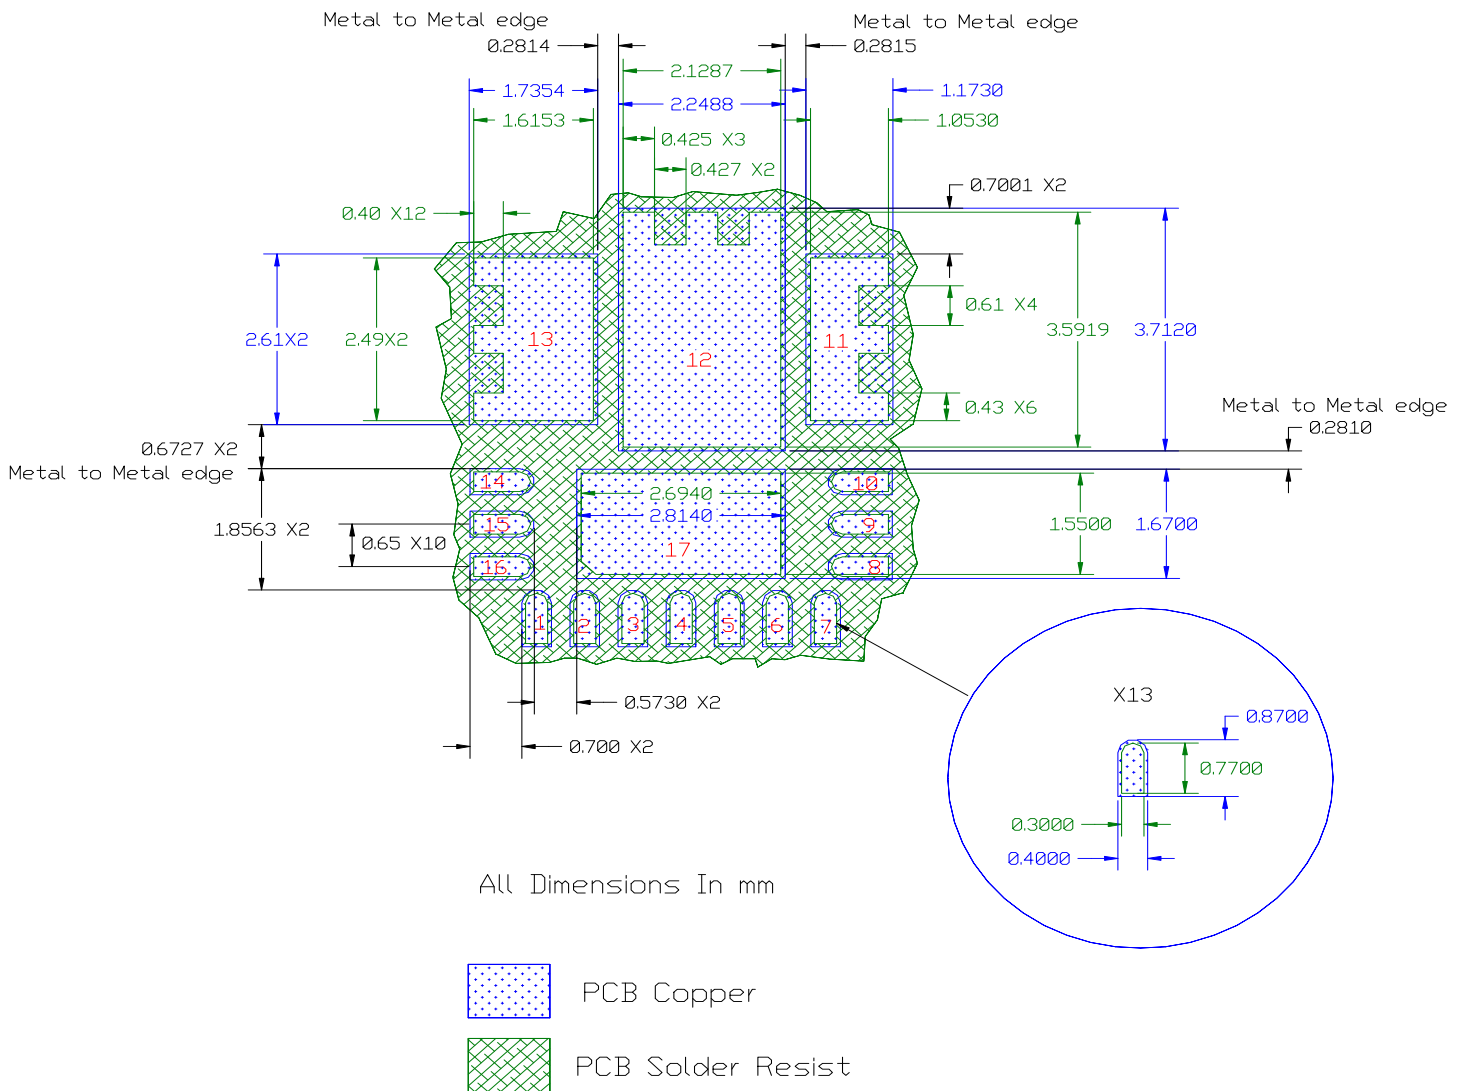 Metal to Metal edge
Metal to Metal edge
0.2814
0.2815
2.1287
1.7354
2.2488
1.1730
1.6153
1.0530
0.425 X3
0.427 X2
0.7001 X2
0.40 X12
0.61 X4
2.61X2
2.49X2
13
12
11
3.5919
3.7120
0.43 X6
Metal to Metal edge
0.2810
0.6727 X2
Metal to Metal edge
14
10
2.6940
2.8140
15
9
1.5500
1.6700
1.8563 X2
0.65 X10
17
16
8
1
2
3
4
5
6
7
0.5730 X2
0.700 X2
X13
0.8700
0.7700
0.3000
0.4000
All Dimensions In mm
PCB Copper
PCB Solder Resist